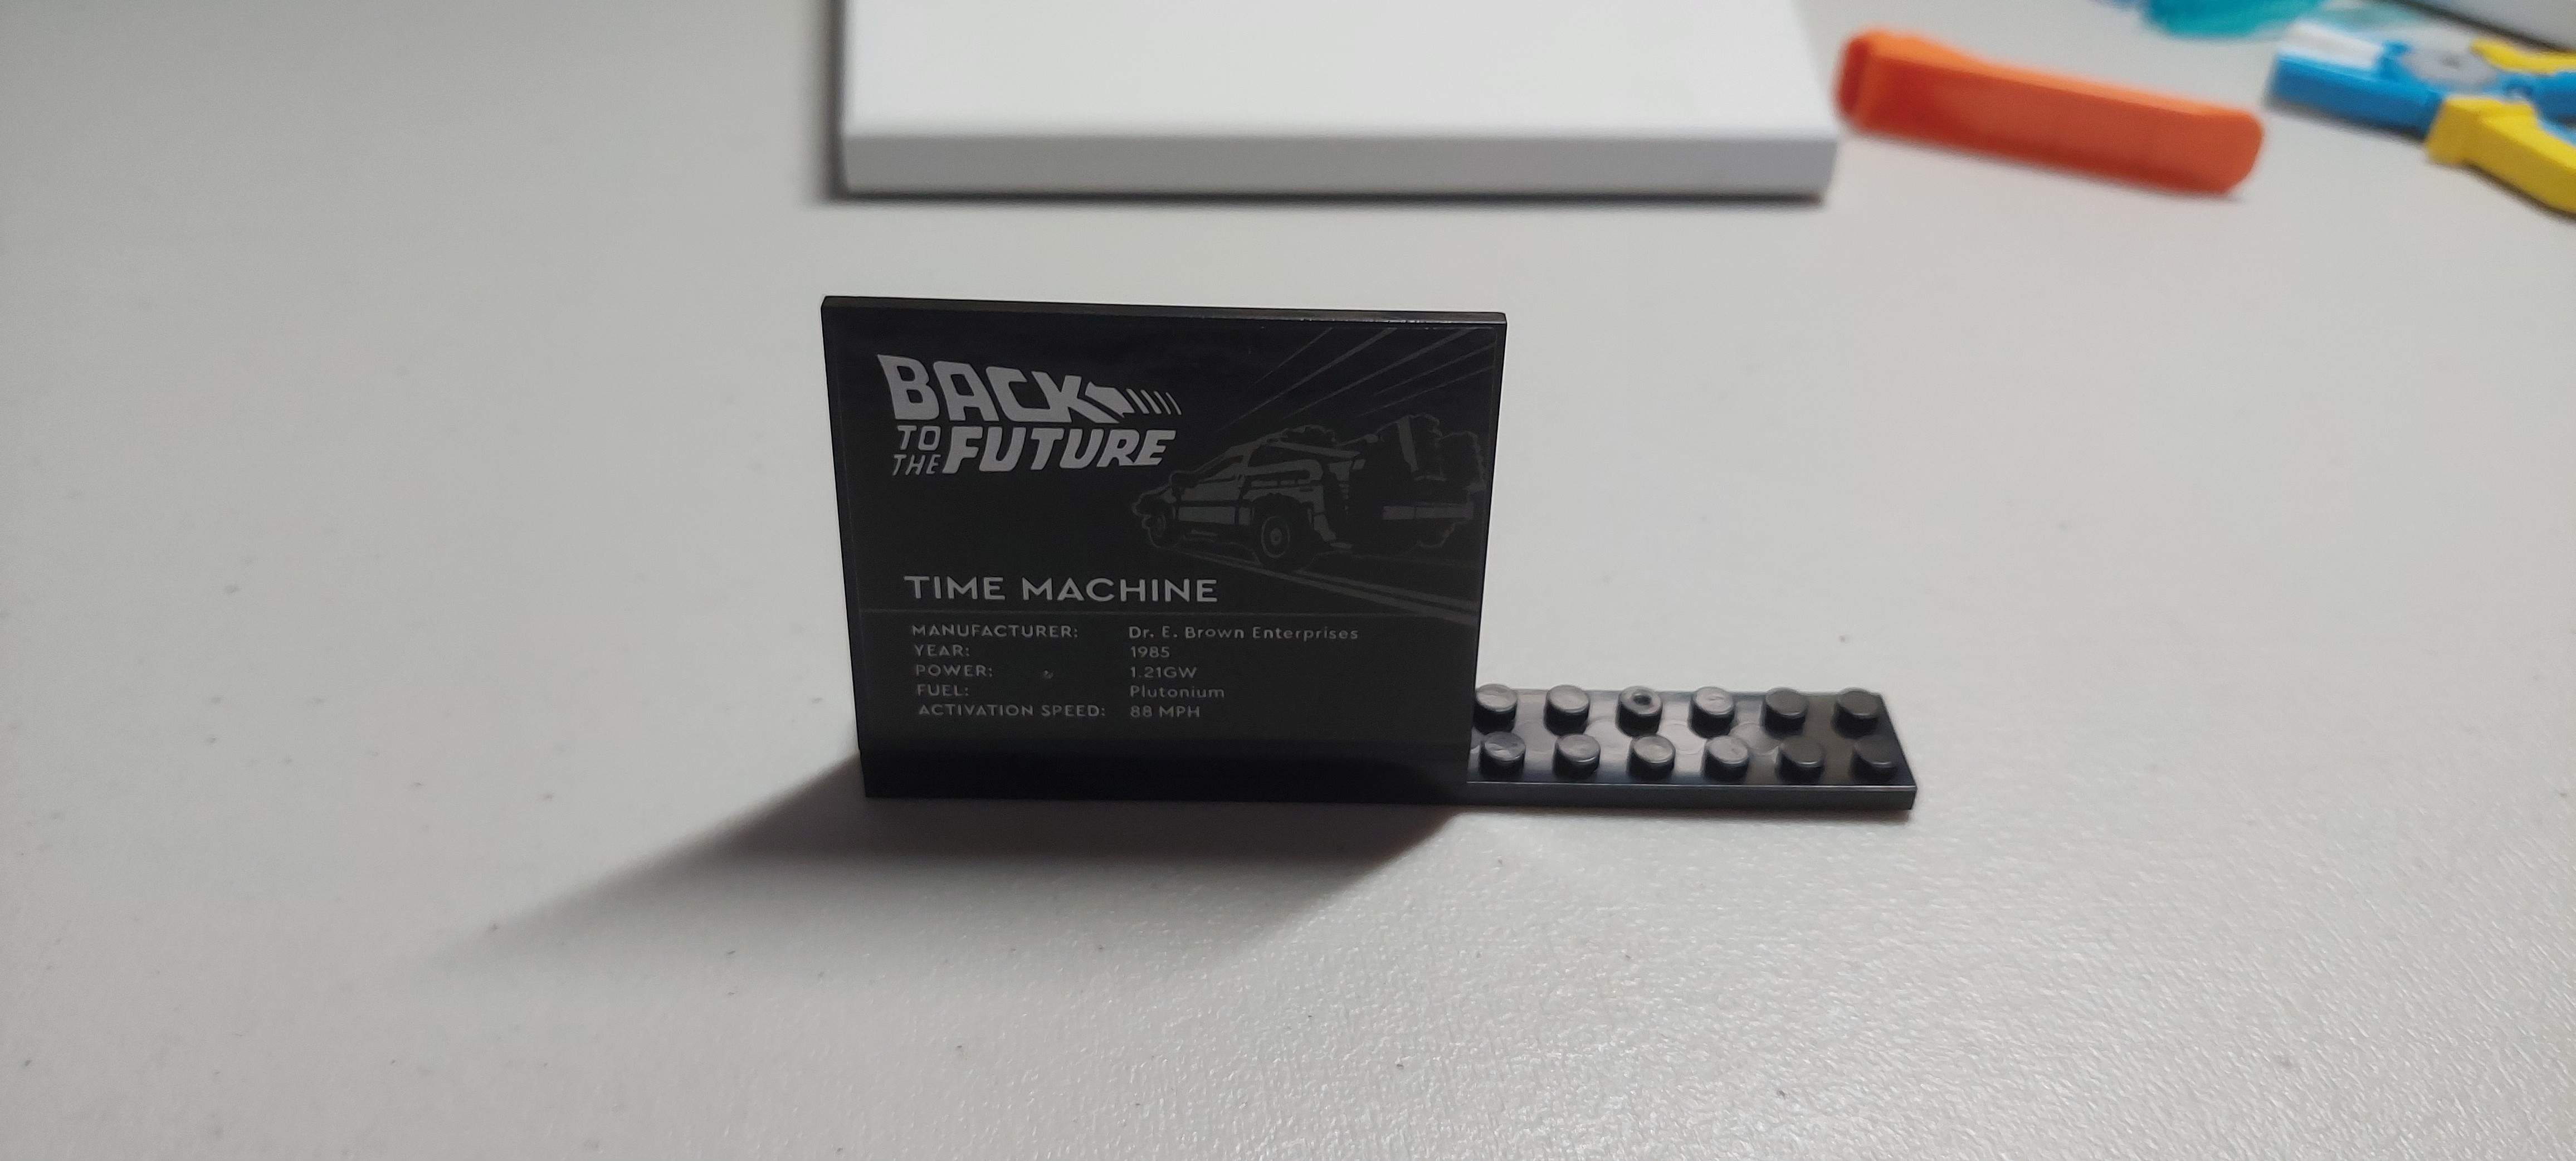 BACK
TO
THE FUTURE
TIME MACHINE
MANUFACTURER: Dr. E. Brown Enterprises
YEAR: 1985
POWER: 1.21GW
FUEL: Plutonium
ACTIVATION SPEED: 88 MPH